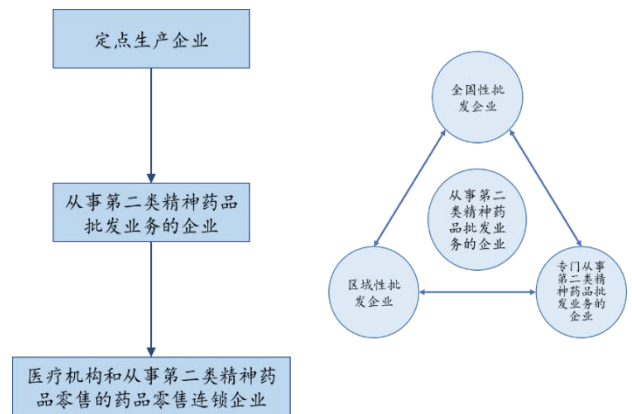 定点生产企业
从事第二类精神药品
批发业务的企业
医疗机构和从事第二类精神药
品零售的药品零售连锁企业
全国性批
发企业
从事第二
类精神药
品批发业
务的企业
区域性批
发企业
专门从事
第二类精
神药品批
发业务的
企业